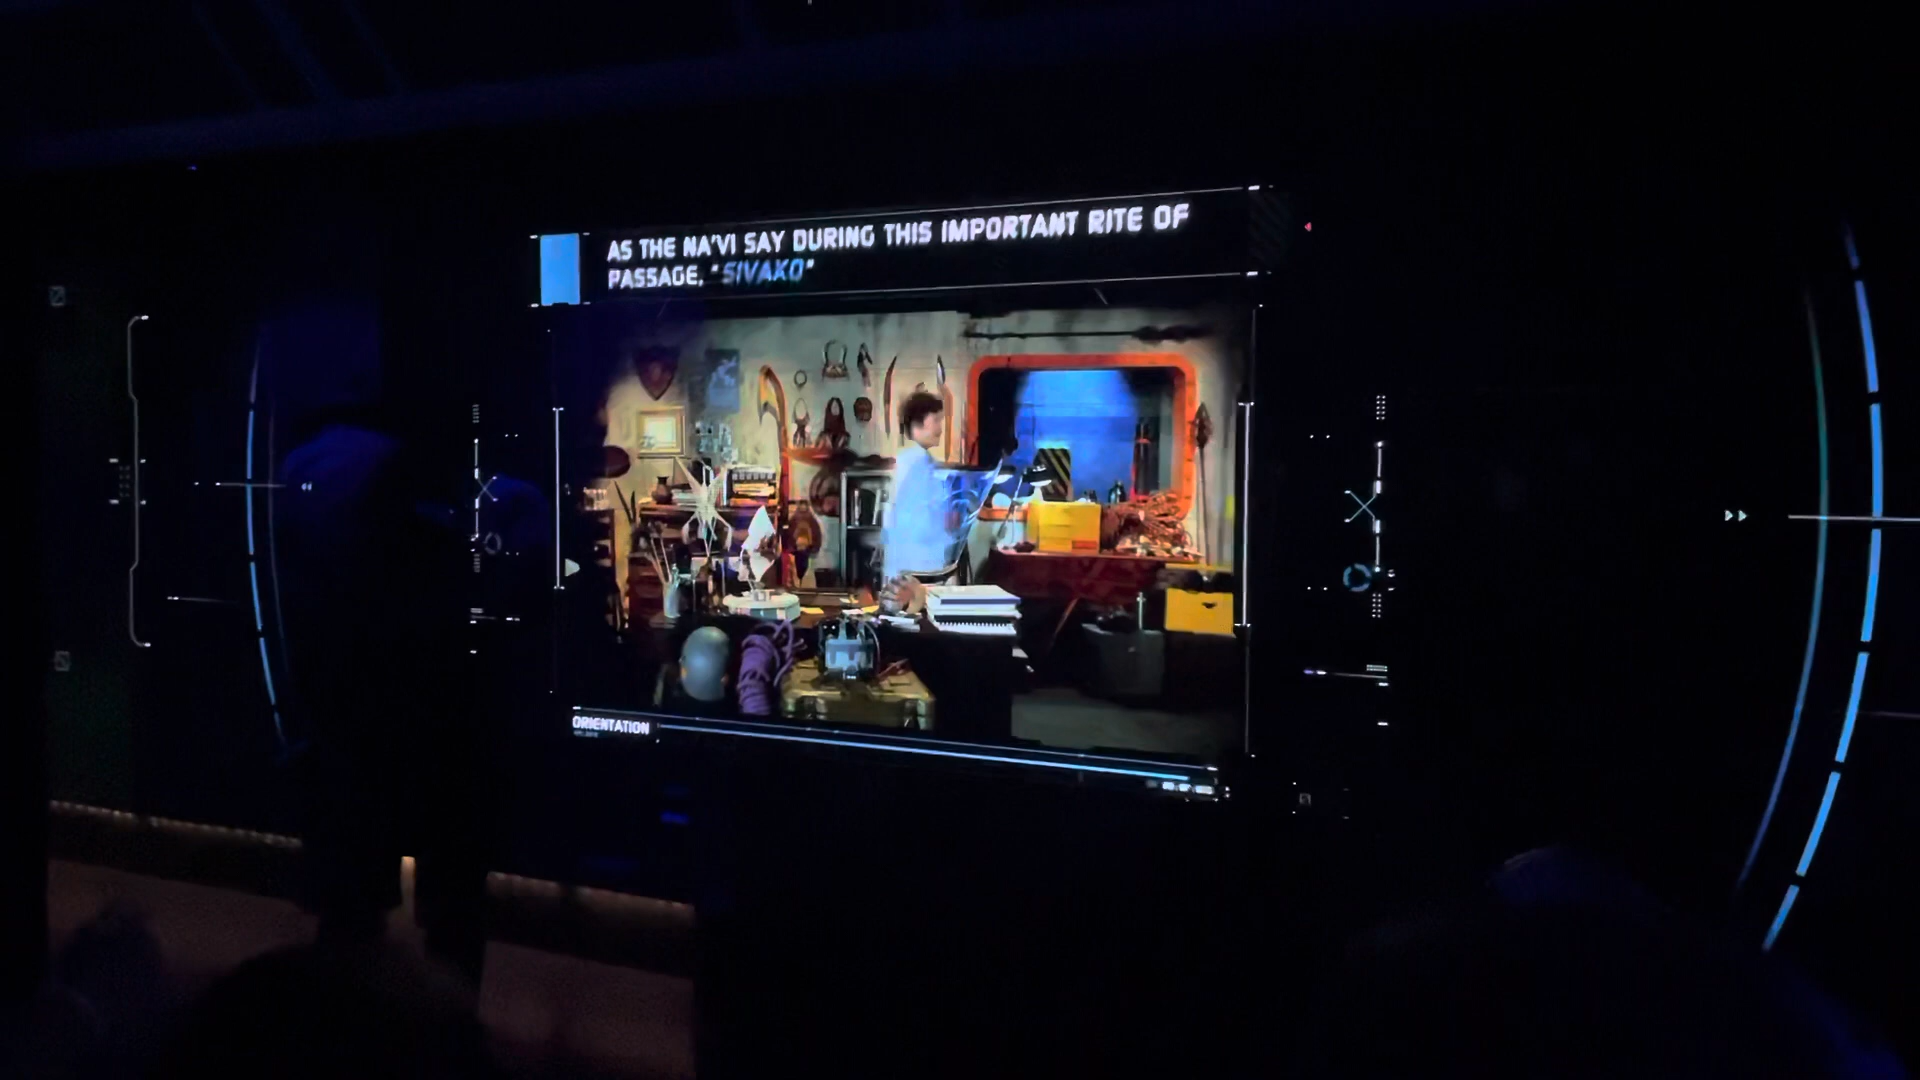 AS THE NA'VI SAY DURING THIS IMPORTANT RITE OF
PASSAGE, "SIVAKO"
ORIENTATION